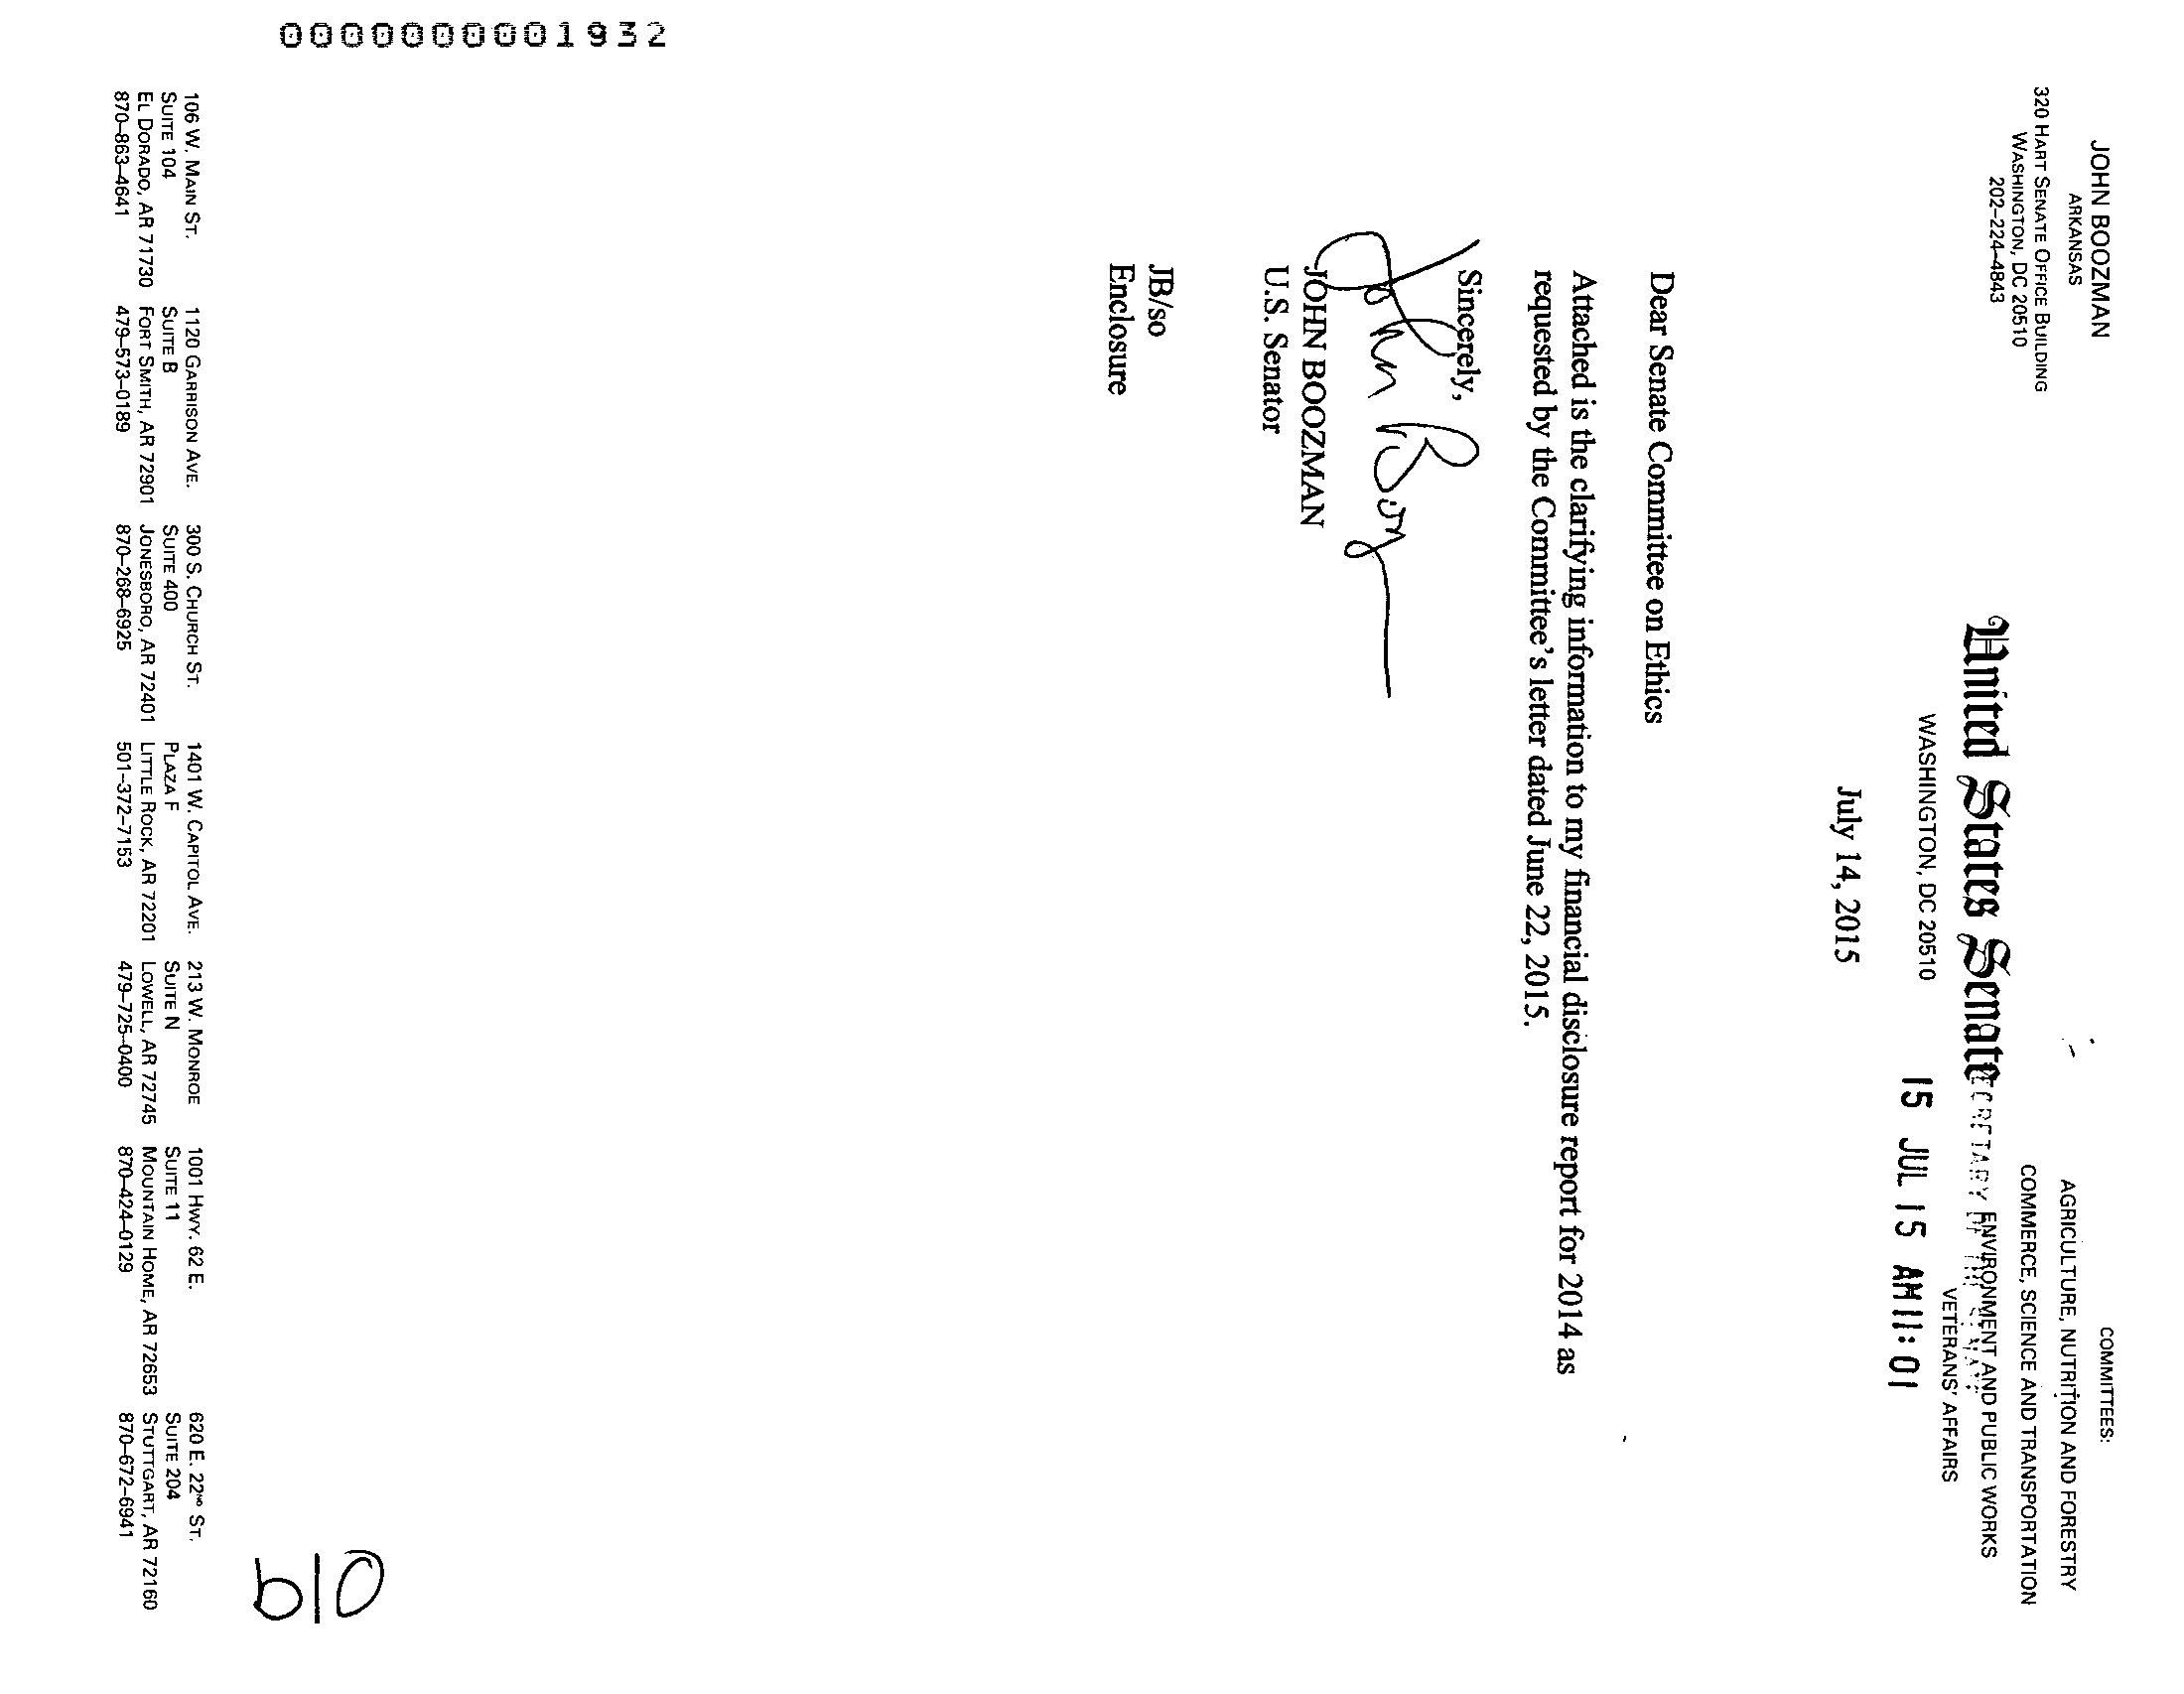 JOHN BOOZMAN
ARKANSAS
320 HART SENATE OFFICE BUILDING
WASHINGTON, DC 20510
202–224–4843
United States Senate
WASHINGTON, DC 20510
COMMITTEES:
AGRICULTURE, NUTRITION AND FORESTRY
COMMERCE, SCIENCE AND TRANSPORTATION
ENVIRONMENT AND PUBLIC WORKS
VETERANS' AFFAIRS
SECRETARY OF THE SENATE
15 JUL 15 AM 11:01
July 14, 2015
Dear Senate Committee on Ethics
Attached is the clarifying information to my financial disclosure report for 2014 as
requested by the Committee's letter dated June 22, 2015.
Sincerely,
John Boozman
JOHN BOOZMAN
U.S. Senator
JB/so
Enclosure
106 W. MAIN ST.
SUITE 104
EL DORADO, AR 71730
870–863–4641
1120 GARRISON AVE.
SUITE B
FORT SMITH, AR 72901
479–573–0189
300 S. CHURCH ST.
SUITE 400
JONESBORO, AR 72401
870–268–6925
1401 W. CAPITOL AVE.
PLAZA F
LITTLE ROCK, AR 72201
501–372–7153
213 W. MONROE
SUITE N
LOWELL, AR 72745
479–725–0400
1001 HWY. 62 E.
SUITE 11
MOUNTAIN HOME, AR 72653
870–424–0129
620 E. 22ND ST.
SUITE 204
STUTTGART, AR 72160
870–672–6941
0000000001932